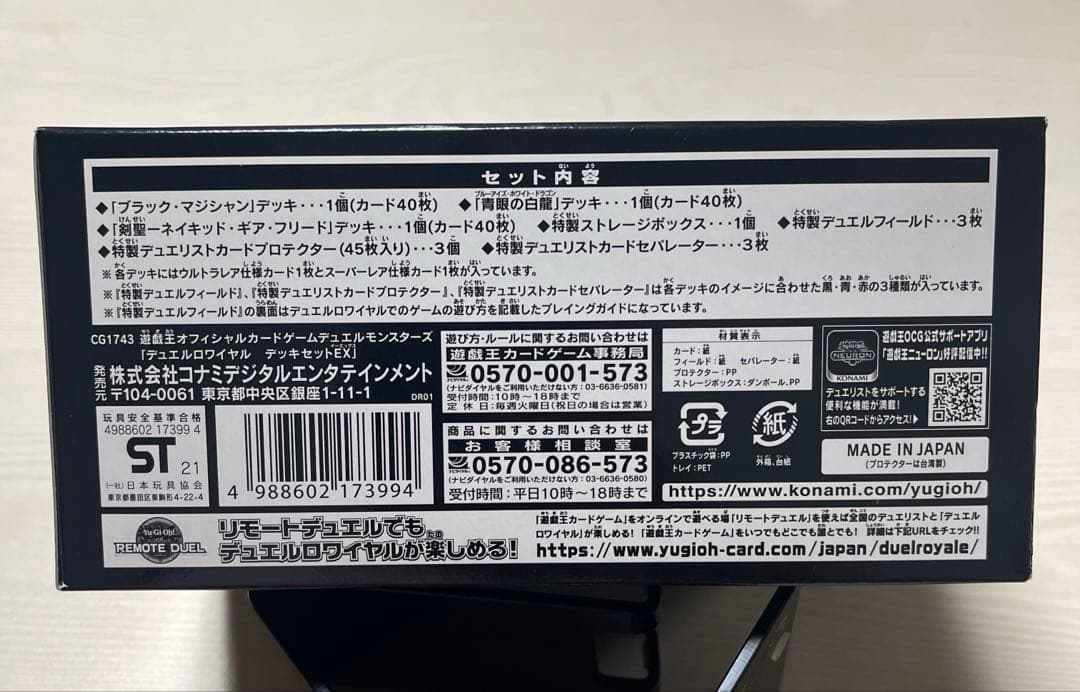 セット内容
◆「ブラック・マジシャン」デッキ・・・1個(カード40枚) ◆「青眼の白龍」デッキ・・・1個(カード40枚)
◆「剣聖ーネイキッド・ギア・フリード」デッキ・・・1個(カード40枚) ◆特製ストレージボックス・・・1個 ◆特製デュエルフィールド・・・3枚
◆特製デュエリストカードプロテクター(45枚入り)・・・3個 ◆特製デュエリストカードセパレーター・・・3枚
※各デッキにはウルトラレア仕様カード1枚とスーパーレア仕様カード1枚が入っています。
※『特製デュエルフィールド』、『特製デュエリストカードプロテクター』、『特製デュエリストカードセパレーター』は各デッキのイメージに合わせた黒・青・赤の3種類が入っています。
※『特製デュエルフィールド』の裏面はデュエルロワイヤルでのゲームの遊び方を記載したプレイングガイドになっています。
CG1743 遊戯王オフィシャルカードゲームデュエルモンスターズ
「デュエルロワイヤル デッキセットEX」
発売元 株式会社コナミデジタルエンタテインメント
〒104-0061 東京都中央区銀座1-11-1
DR01
玩具安全基準合格
4988602 17399 4
ST 21
(一社)日本玩具協会
東京都墨田区東駒形4-22-4
4 988602 173994
遊び方・ルールに関するお問い合わせは
遊戯王カードゲーム事務局
0570-001-573
(ナビダイヤルをご利用いただけない方:03-6636-0581)
受付時間:10時〜18時まで
定休日:毎週火曜日(祝日の場合は営業)
商品に関するお問い合わせは
お客様相談室
0570-086-573
(ナビダイヤルをご利用いただけない方:03-6636-0573)
受付時間:平日10時〜18時まで
材質表示
カード:紙
フィールド:紙 セパレーター:紙
プロテクター:PP
ストレージボックス:ダンボール、PP
プラ
プラスチック袋:PP
トレイ:PET
紙
外箱、台紙
Yu-Gi-Oh!
NEURON
KONAMI
遊戯王OCG公式サポートアプリ
「遊戯王ニューロン」好評配信中!!
デュエリストをサポートする
便利な機能が満載!
右のQRコードからアクセス!▶
MADE IN JAPAN
(プロテクターは台湾製)
https://www.konami.com/yugioh/
Yu-Gi-Oh!
REMOTE DUEL
リモートデュエルでも
デュエルロワイヤルが楽しめる!
「遊戯王カードゲーム」をオンラインで遊べる場「リモートデュエル」を使えば全国のデュエリストと「デュエル
ロワイヤル」が楽しめる! 「遊戯王カードゲーム」をいつでもどこでも誰とでも! 詳細は下記URLをチェック!!
https://www.yugioh-card.com/japan/duelroyale/